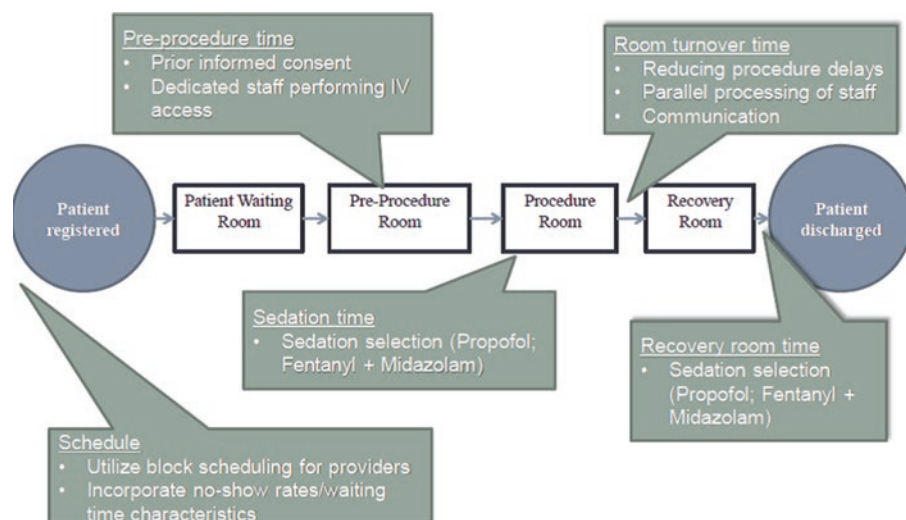 Pre-procedure time
• Prior informed consent
• Dedicated staff performing IV
access
Room turnover time
• Reducing procedure delays
• Parallel processing of staff
• Communication
Patient
registered
Patient Waiting
Room
Pre-Procedure
Room
Procedure
Room
Recovery
Room
Patient
discharged
Sedation time
• Sedation selection (Propofol;
Fentanyl + Midazolam)
Recovery room time
• Sedation selection
(Propofol; Fentanyl +
Midazolam)
Schedule
• Utilize block scheduling for providers
• Incorporate no-show rates/waiting
time characteristics